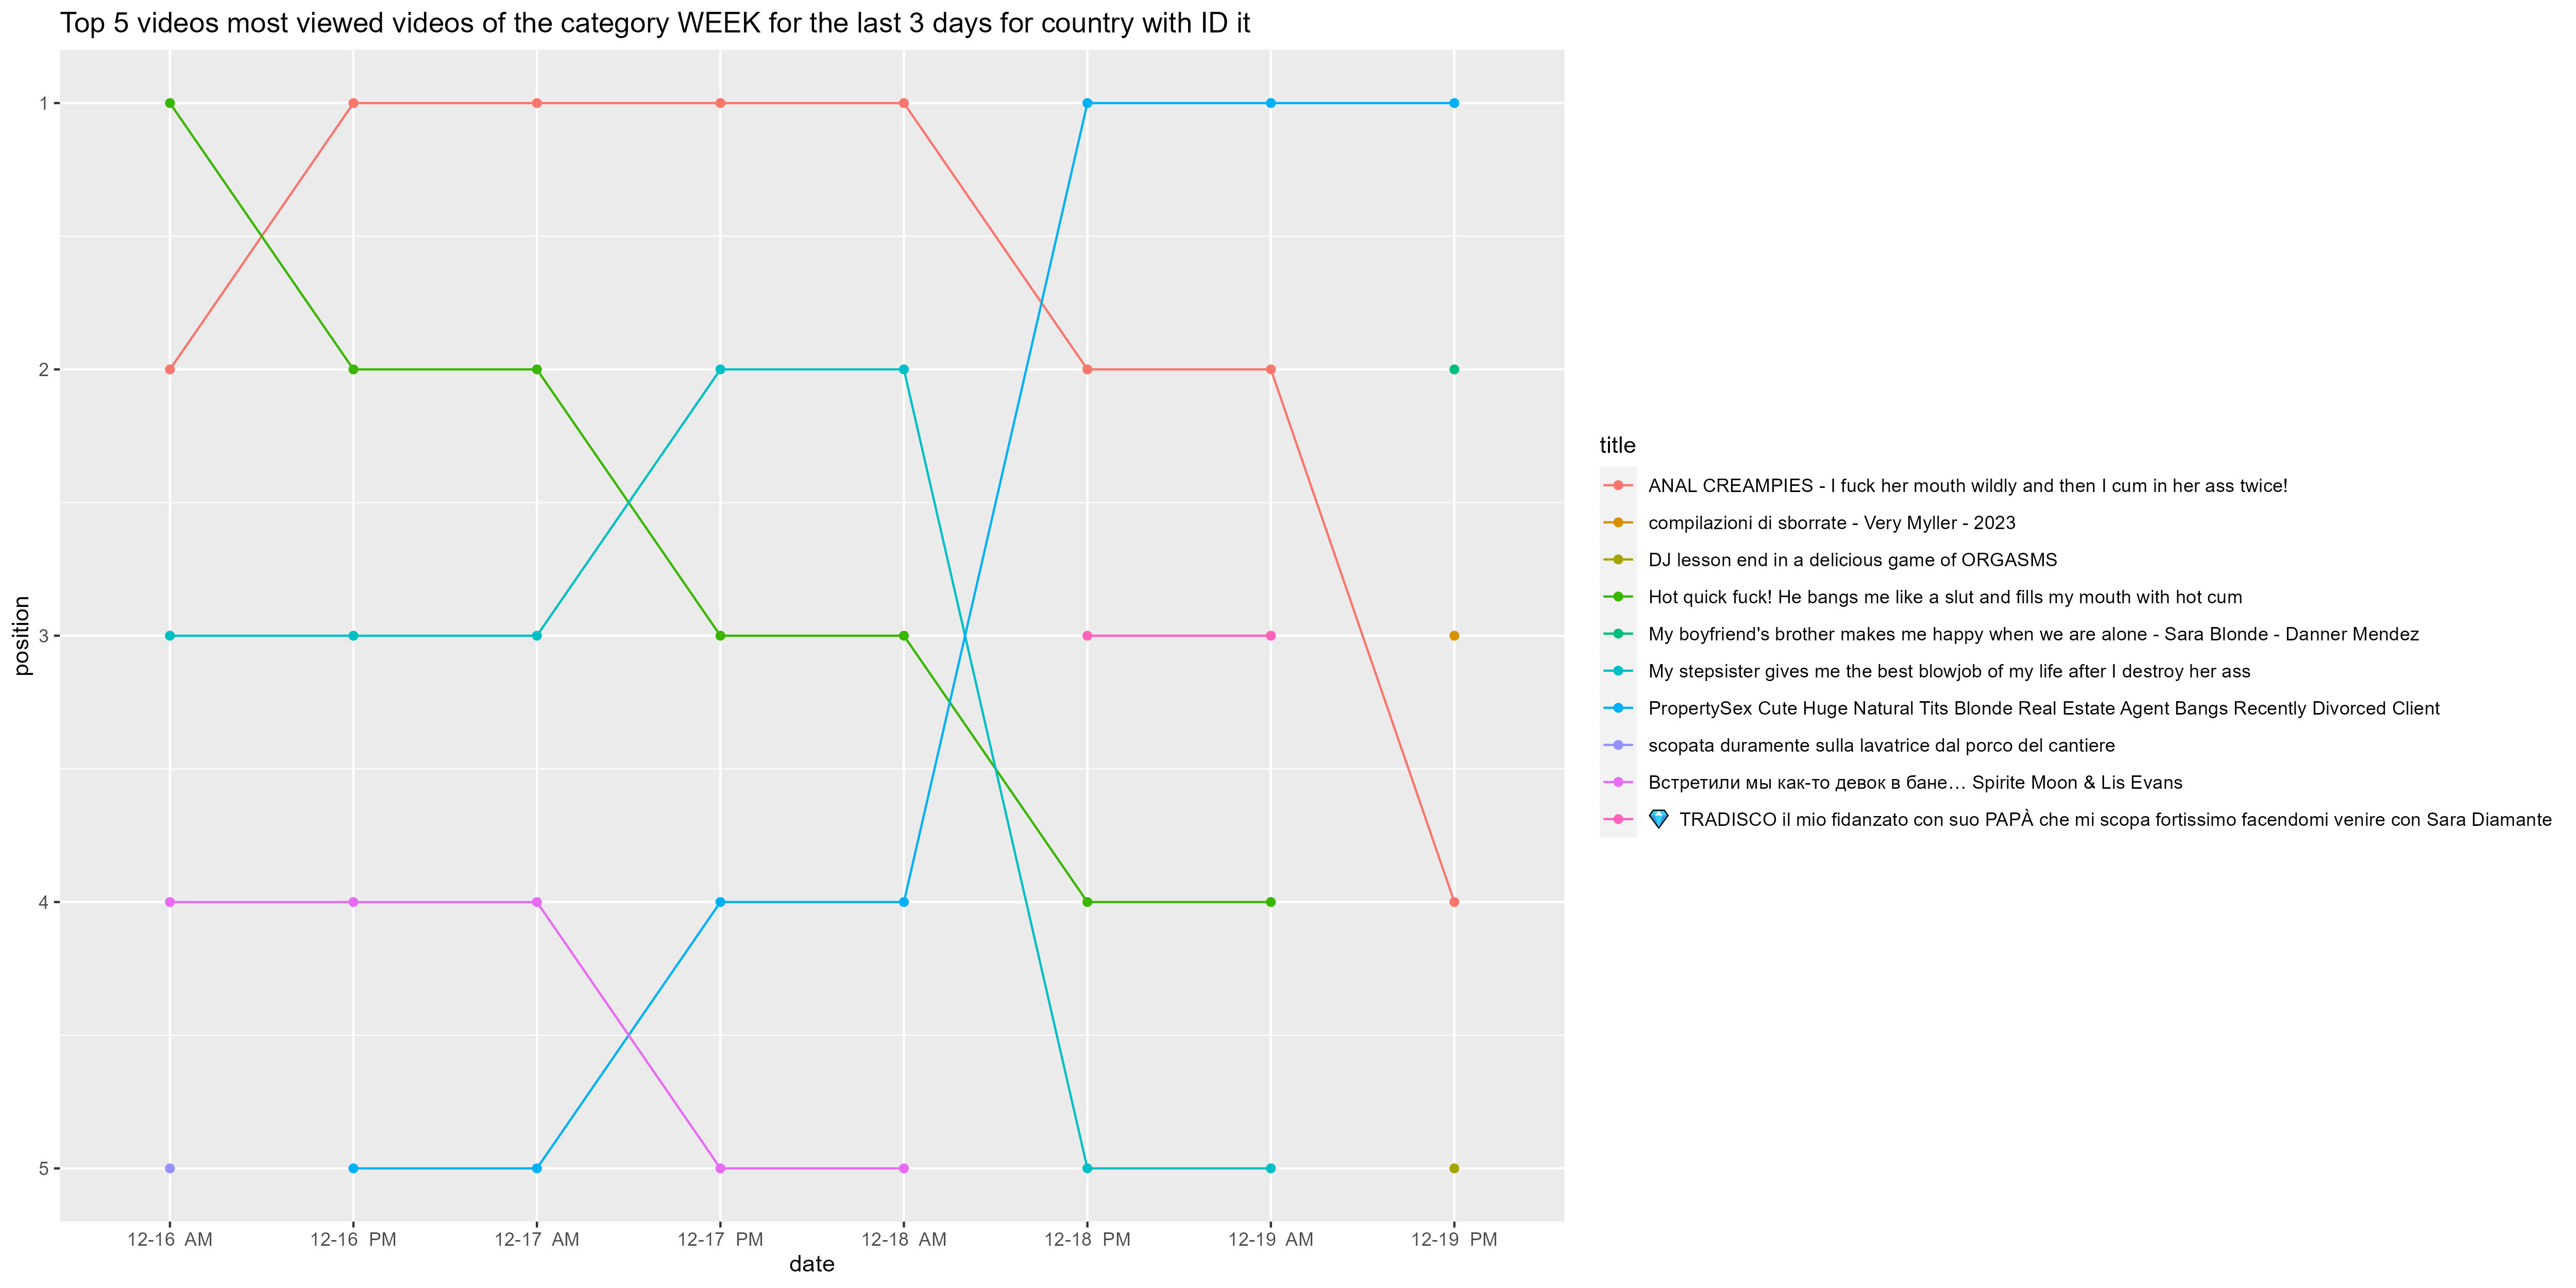 Top 5 videos most viewed videos of the category WEEK for the last 3 days for country with ID it
position
1
2
3
4
5
12-16 AM
12-16 PM
12-17 AM
12-17 PM
12-18 AM
12-18 PM
12-19 AM
12-19 PM
date
title
ANAL CREAMPIES - I fuck her mouth wildly and then I cum in her ass twice!
compilazioni di sborrate - Very Myller - 2023
DJ lesson end in a delicious game of ORGASMS
Hot quick fuck! He bangs me like a slut and fills my mouth with hot cum
My boyfriend's brother makes me happy when we are alone - Sara Blonde - Danner Mendez
My stepsister gives me the best blowjob of my life after I destroy her ass
PropertySex Cute Huge Natural Tits Blonde Real Estate Agent Bangs Recently Divorced Client
scopata duramente sulla lavatrice dal porco del cantiere
Встретили мы как-то девок в бане… Spirite Moon & Lis Evans
💎 TRADISCO il mio fidanzato con suo PAPÀ che mi scopa fortissimo facendomi venire con Sara Diamante